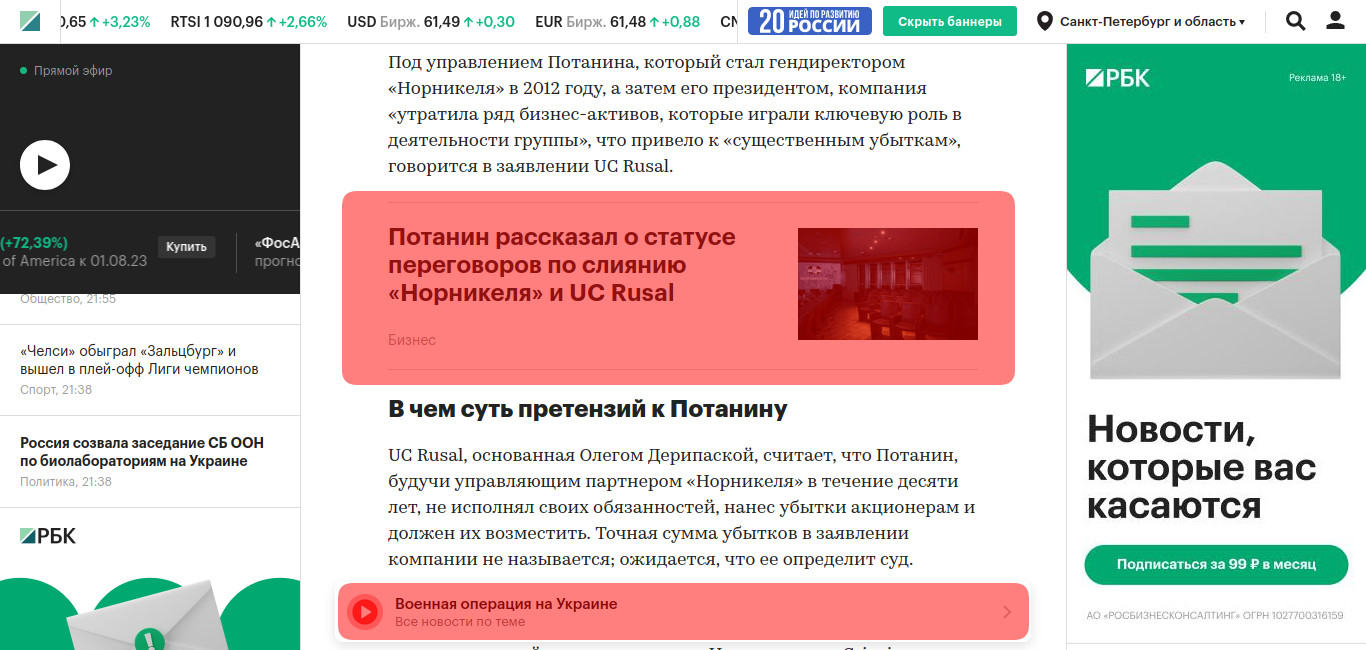 0,65 +3,23% RTSI 1 090,96 +2,66% USD Бирж. 61,49 +0,30 EUR Бирж. 61,48 +0,88
20 ИДЕЙ ПО РАЗВИТИЮ РОССИИ
Скрыть баннеры
Санкт-Петербург и область
Прямой эфир
(+72,39%)
of America к 01.08.23
Купить
«ФосА
прогно
Общество, 21:55
«Челси» обыграл «Зальцбург» и
вышел в плей-офф Лиги чемпионов
Спорт, 21:38
Россия созвала заседание СБ ООН
по биолабораториям на Украине
Политика, 21:38
РБК
Под управлением Потанина, который стал гендиректором
«Норникеля» в 2012 году, а затем его президентом, компания
«утратила ряд бизнес-активов, которые играли ключевую роль в
деятельности группы», что привело к «существенным убыткам»,
говорится в заявлении UC Rusal.
Потанин рассказал о статусе
переговоров по слиянию
«Норникеля» и UC Rusal
Бизнес
В чем суть претензий к Потанину
UC Rusal, основанная Олегом Дерипаской, считает, что Потанин,
будучи управляющим партнером «Норникеля» в течение десяти
лет, не исполнял своих обязанностей, нанес убытки акционерам и
должен их возместить. Точная сумма убытков в заявлении
компании не называется; ожидается, что ее определит суд.
Военная операция на Украине
Все новости по теме
РБК
Реклама 18+
Новости,
которые вас
касаются
Подписаться за 99 ₽ в месяц
АО «РОСБИЗНЕСКОНСАЛТИНГ» ОГРН 1027700316159